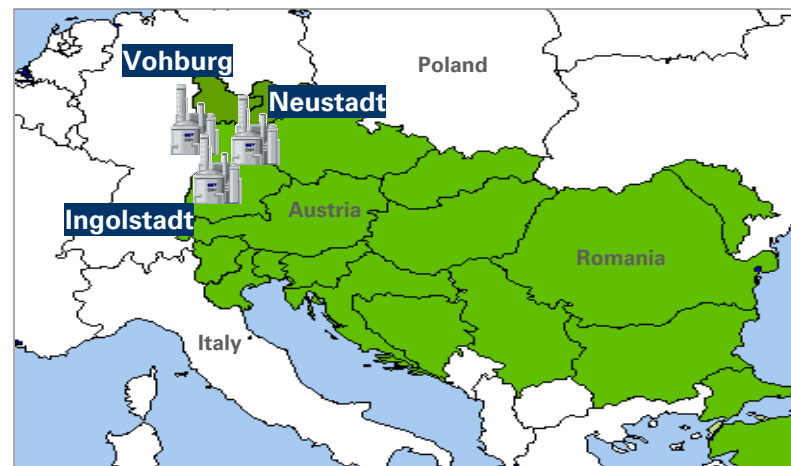 Vohburg
Poland
Neustadt
Ingolstadt
Austria
Romania
Italy